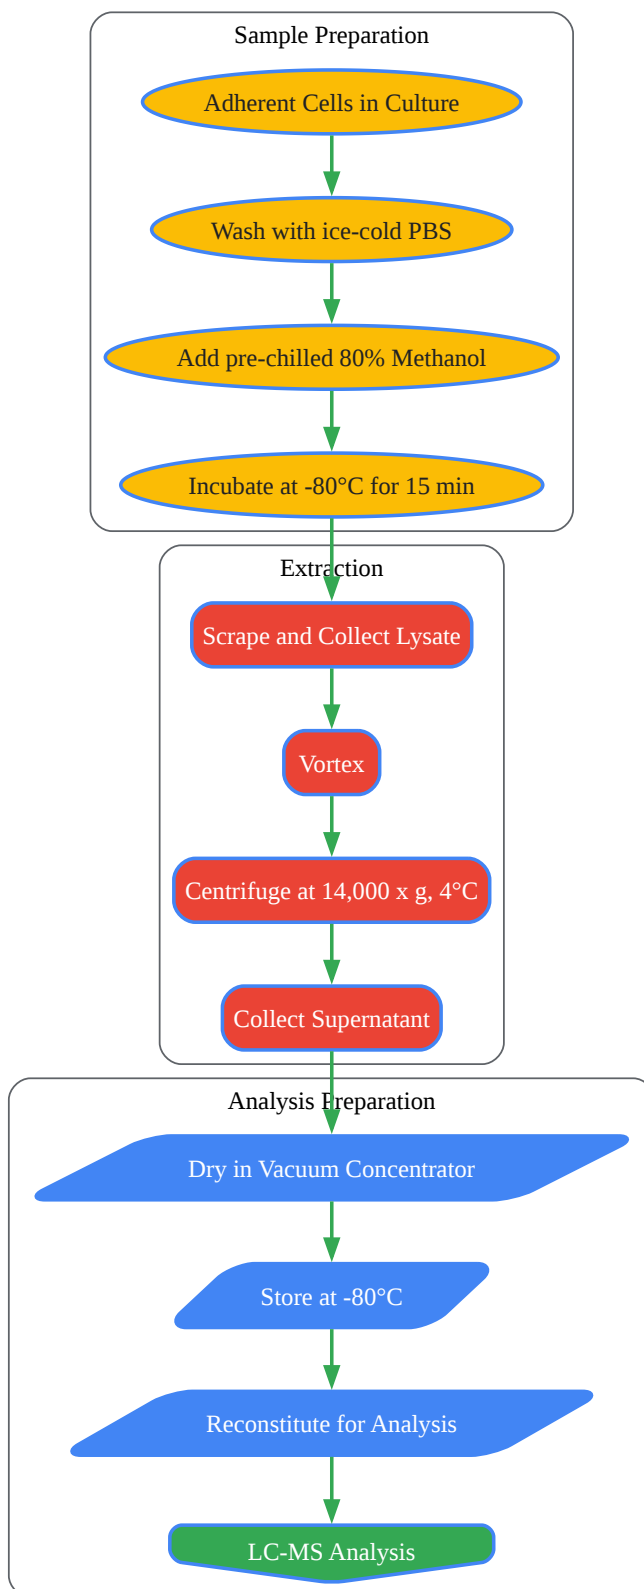 Sample Preparation
Adherent Cells in Culture
Wash with ice-cold PBS
Add pre-chilled 80% Methanol
Incubate at -80°C for 15 min
Extraction
Scrape and Collect Lysate
Vortex
Centrifuge at 14,000 x g, 4°C
Collect Supernatant
Analysis Preparation
Dry in Vacuum Concentrator
Store at -80°C
Reconstitute for Analysis
LC-MS Analysis